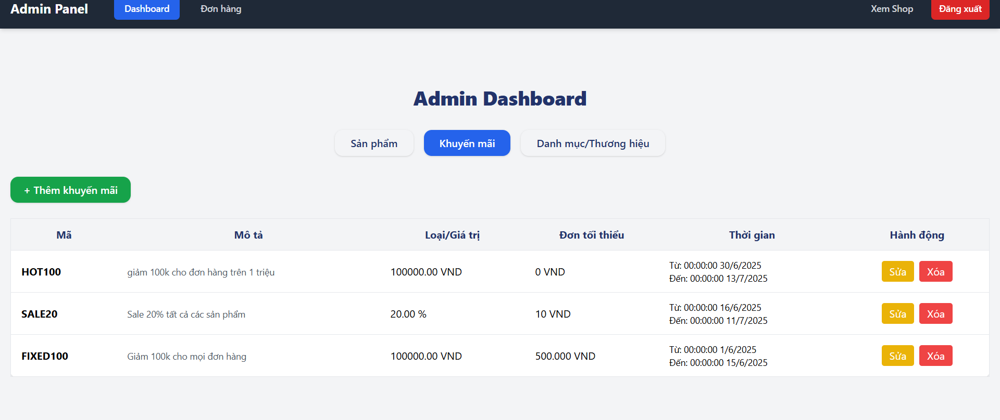 Admin Panel Dashboard Đơn hàng Xem Shop Đăng xuất
Admin Dashboard
Sản phẩm Khuyến mãi Danh mục/Thương hiệu
+ Thêm khuyến mãi
Mã Mô tả Loại/Giá trị Đơn tối thiểu Thời gian Hành động
HOT100 giảm 100k cho đơn hàng trên 1 triệu 100000.00 VND 0 VND Từ: 00:00:00 30/6/2025
Đến: 00:00:00 13/7/2025 Sửa Xóa
SALE20 Sale 20% tất cả các sản phẩm 20.00 % 10 VND Từ: 00:00:00 16/6/2025
Đến: 00:00:00 11/7/2025 Sửa Xóa
FIXED100 Giảm 100k cho mọi đơn hàng 100000.00 VND 500.000 VND Từ: 00:00:00 1/6/2025
Đến: 00:00:00 15/6/2025 Sửa Xóa